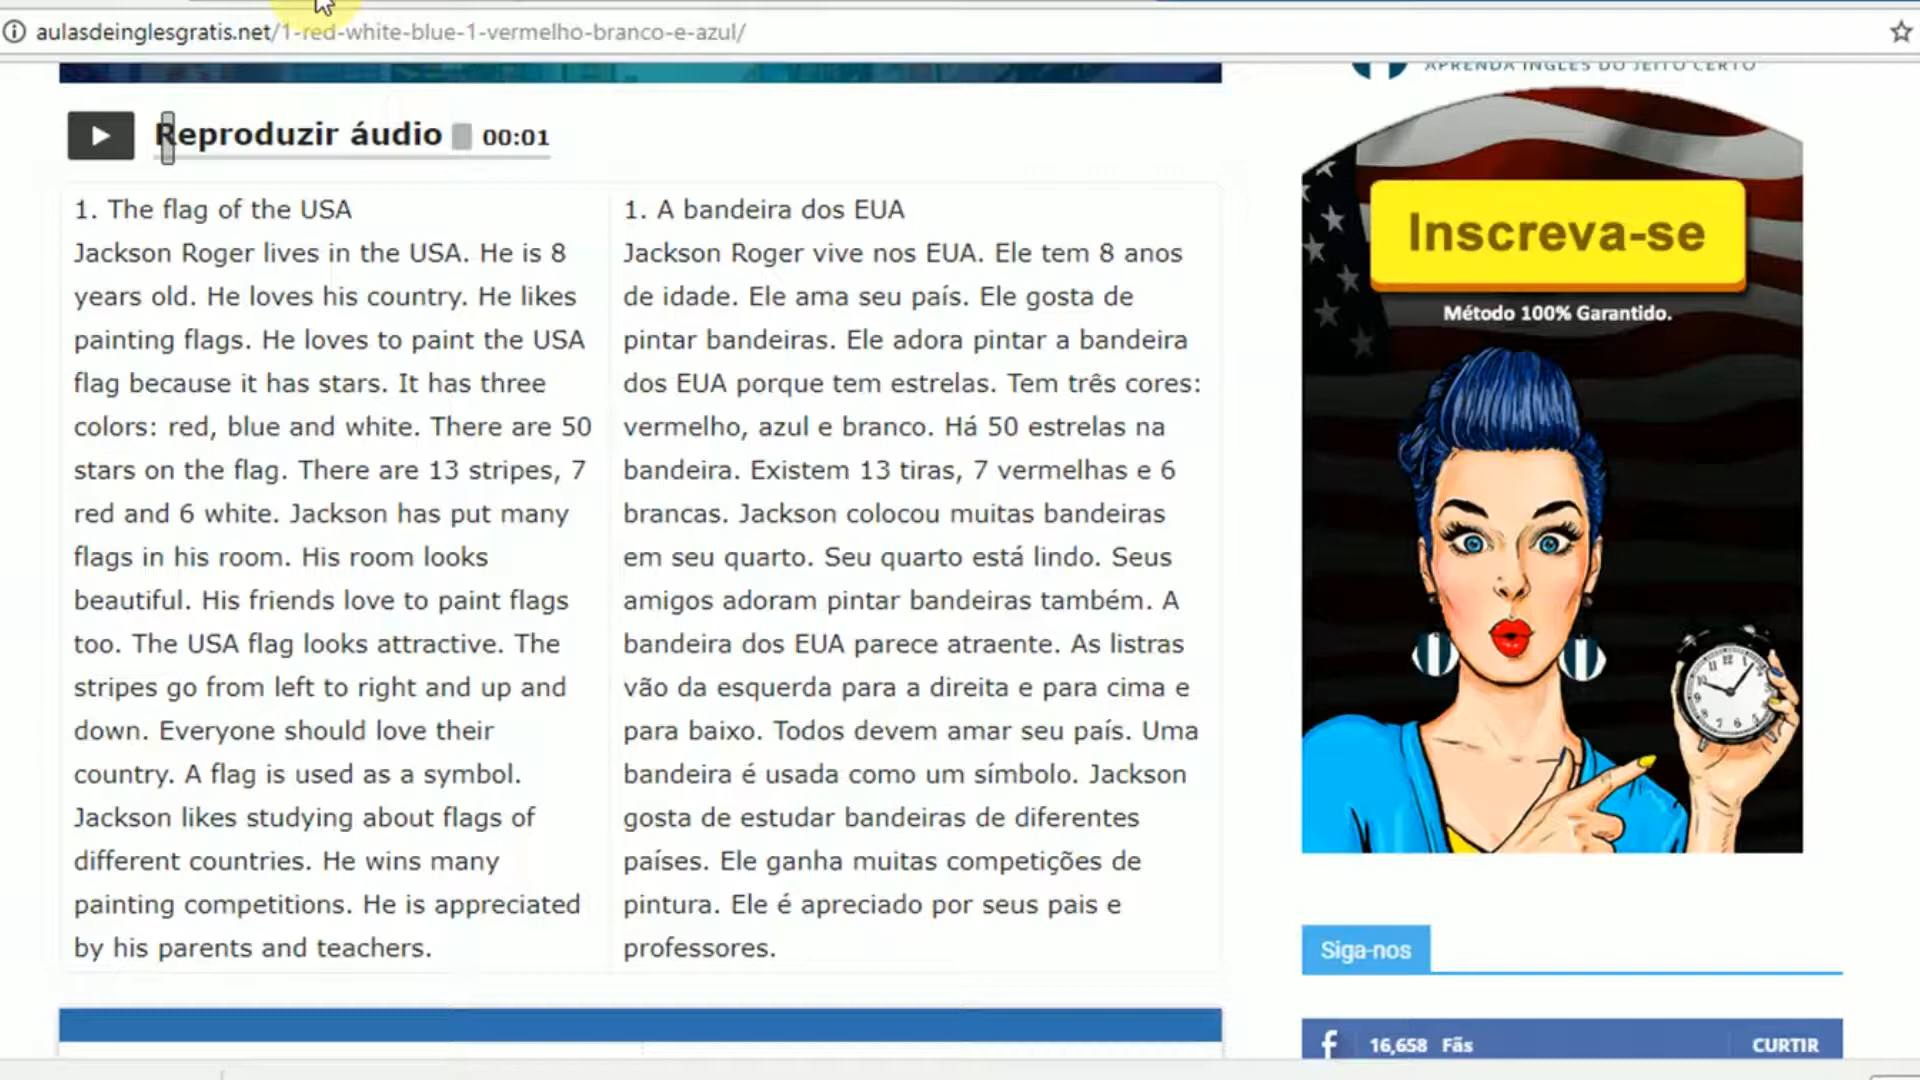 aulasdeinglesgratis.net/1-red-white-blue-1-vermelho-branco-e-azul/
APRENDA INGLÊS DO JEITO CERTO
Reproduzir áudio 00:01
1. The flag of the USA
Jackson Roger lives in the USA. He is 8
years old. He loves his country. He likes
painting flags. He loves to paint the USA
flag because it has stars. It has three
colors: red, blue and white. There are 50
stars on the flag. There are 13 stripes, 7
red and 6 white. Jackson has put many
flags in his room. His room looks
beautiful. His friends love to paint flags
too. The USA flag looks attractive. The
stripes go from left to right and up and
down. Everyone should love their
country. A flag is used as a symbol.
Jackson likes studying about flags of
different countries. He wins many
painting competitions. He is appreciated
by his parents and teachers.
1. A bandeira dos EUA
Jackson Roger vive nos EUA. Ele tem 8 anos
de idade. Ele ama seu país. Ele gosta de
pintar bandeiras. Ele adora pintar a bandeira
dos EUA porque tem estrelas. Tem três cores:
vermelho, azul e branco. Há 50 estrelas na
bandeira. Existem 13 tiras, 7 vermelhas e 6
brancas. Jackson colocou muitas bandeiras
em seu quarto. Seu quarto está lindo. Seus
amigos adoram pintar bandeiras também. A
bandeira dos EUA parece atraente. As listras
vão da esquerda para a direita e para cima e
para baixo. Todos devem amar seu país. Uma
bandeira é usada como um símbolo. Jackson
gosta de estudar bandeiras de diferentes
países. Ele ganha muitas competições de
pintura. Ele é apreciado por seus pais e
professores.
Inscreva-se
Método 100% Garantido.
Siga-nos
16,658 Fãs CURTIR